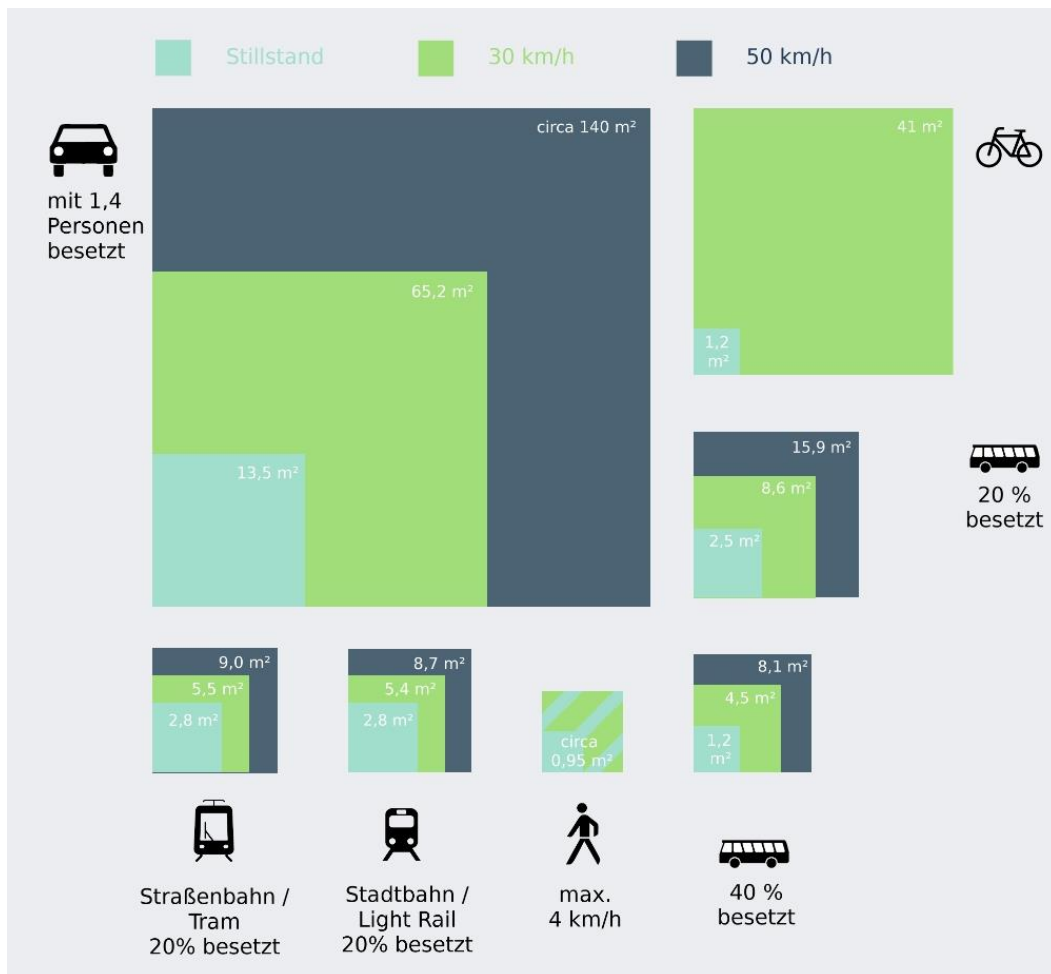 Stillstand
30 km/h
50 km/h
mit 1,4
Personen
besetzt
circa 140 m²
65,2 m²
13,5 m²
41 m²
1,2
m²
15,9 m²
8,6 m²
2,5 m²
20 %
besetzt
9,0 m²
5,5 m²
2,8 m²
Straßenbahn /
Tram
20% besetzt
8,7 m²
5,4 m²
2,8 m²
Stadtbahn /
Light Rail
20% besetzt
circa
0,95 m²
max.
4 km/h
8,1 m²
4,5 m²
1,2
m²
40 %
besetzt